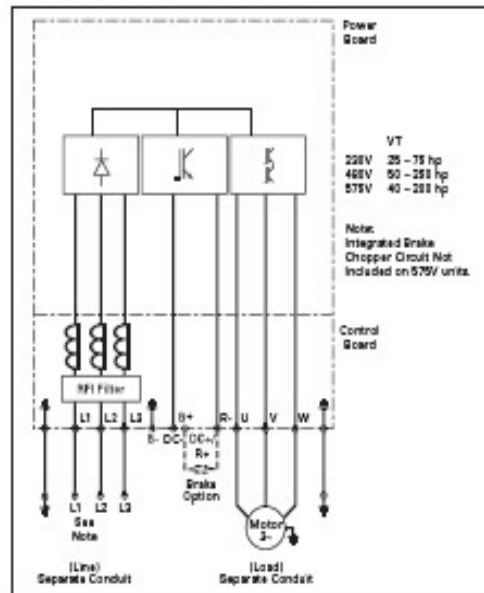 Power
Board
VT
230V 25 – 75 hp
460V 50 – 250 hp
575V 40 – 200 hp
Note:
Integrated Brake
Chopper Circuit Not
Included on 575V units.
Control
Board
RFI Filter
L1 L2 L3 B+ R- U V W
B- DC- DC+/
R+
Brake
Option
L1 L2 L3
See
Note
Motor
3~
(Line)
Separate Conduit
(Load)
Separate Conduit